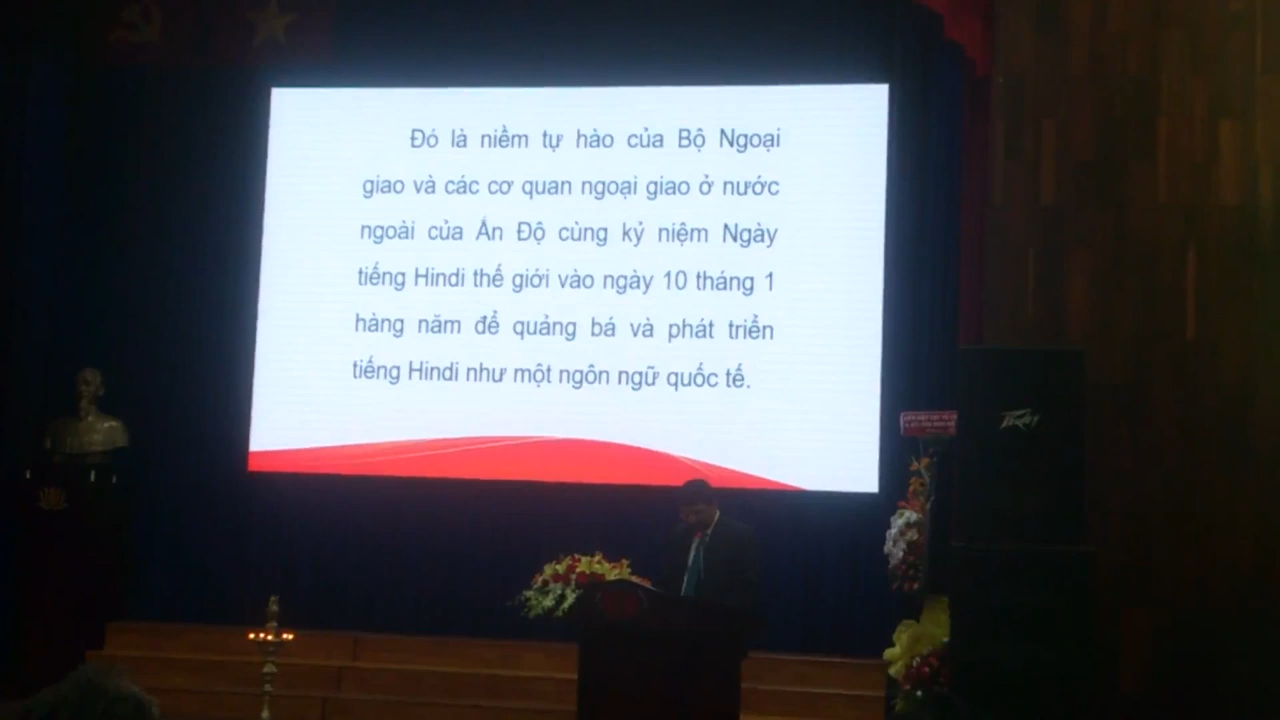 Đó là niềm tự hào của Bộ Ngoại
giao và các cơ quan ngoại giao ở nước
ngoài của Ấn Độ cùng kỷ niệm Ngày
tiếng Hindi thế giới vào ngày 10 tháng 1
hàng năm để quảng bá và phát triển
tiếng Hindi như một ngôn ngữ quốc tế.